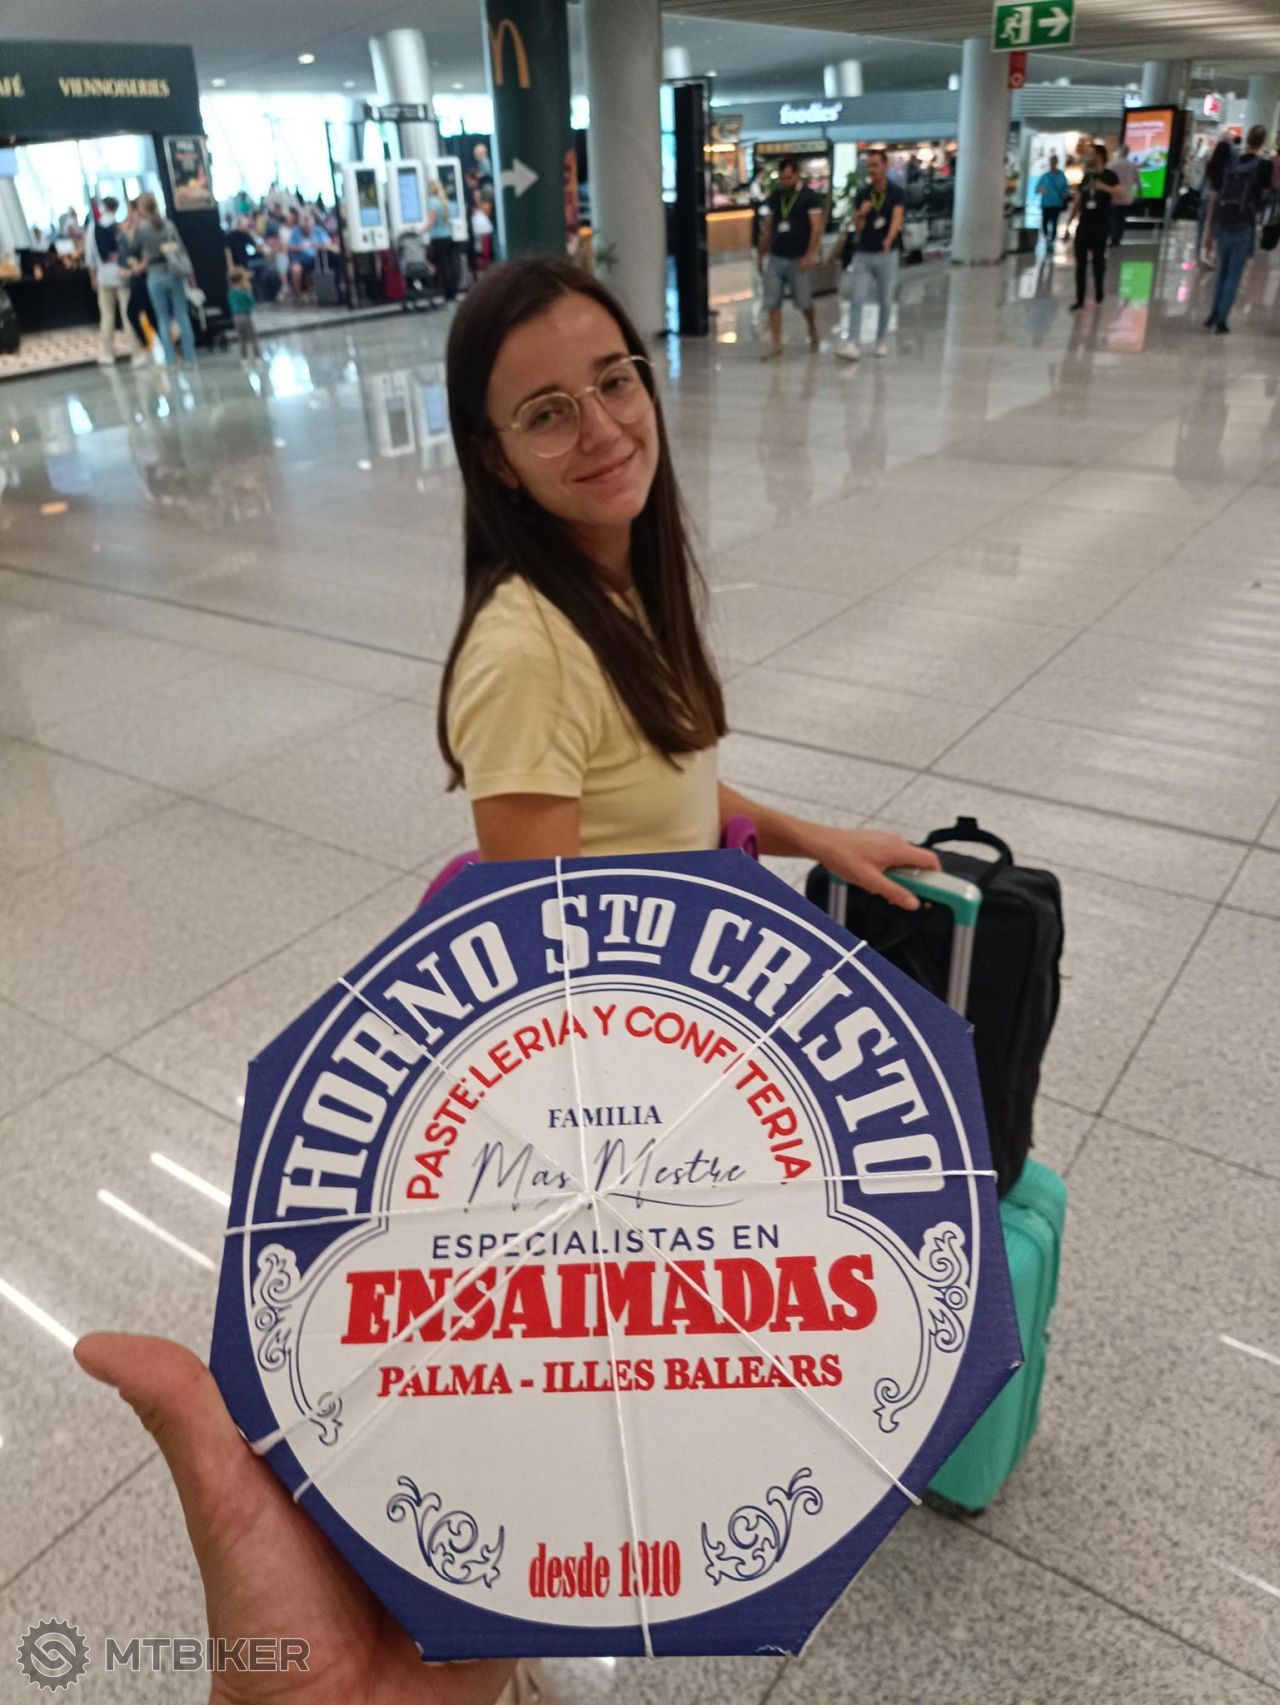 VIENNOISERIES
foodies
HORNO STO CRISTO
PASTELERIA Y CONFITERIA
FAMILIA
Mas Mestre
ESPECIALISTAS EN
ENSAIMADAS
PALMA - ILLES BALEARS
desde 1910
MTBIKER